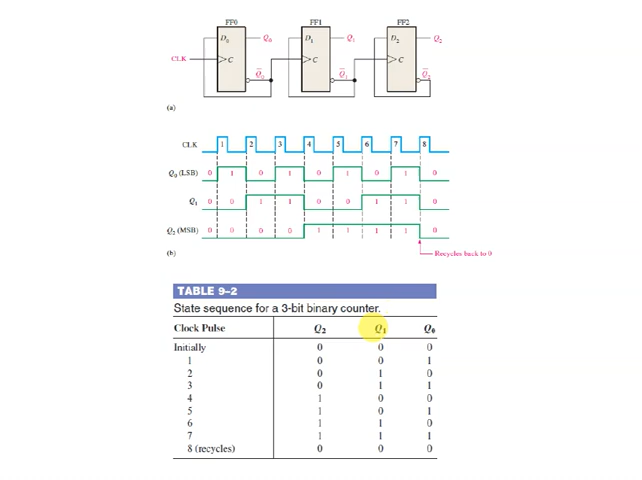 FF0 FF1 FF2
D₀ Q₀ D₁ Q₁ D₂ Q₂
CLK C C C
Q̅₀ Q̅₁ Q̅₂
(a)
CLK 1 2 3 4 5 6 7 8
Q₀ (LSB) 0 1 0 1 0 1 0 1 0
Q₁ 0 0 1 1 0 0 1 1 0
Q₂ (MSB) 0 0 0 0 1 1 1 1 0
(b) Recycles back to 0
TABLE 9–2
State sequence for a 3-bit binary counter.
Clock Pulse Q₂ Q₁ Q₀
Initially 0 0 0
1 0 0 1
2 0 1 0
3 0 1 1
4 1 0 0
5 1 0 1
6 1 1 0
7 1 1 1
8 (recycles) 0 0 0